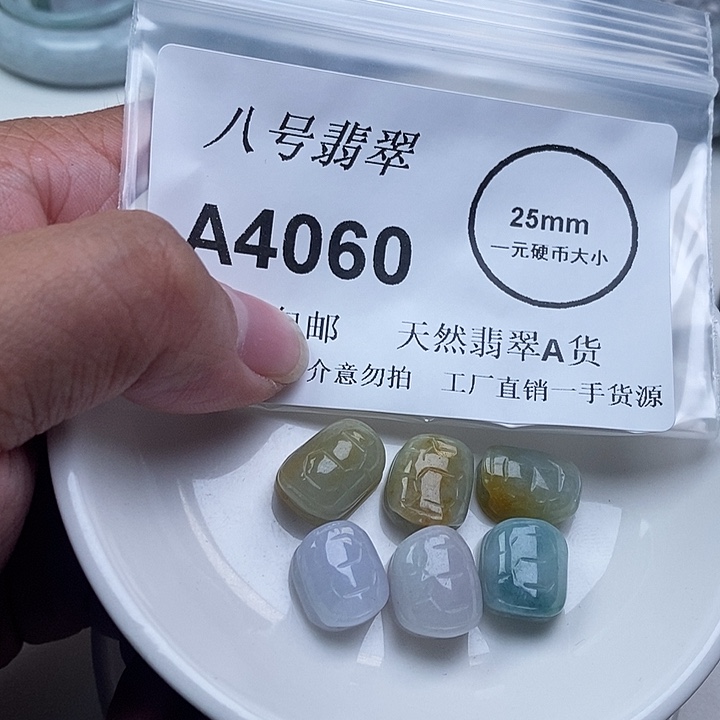 八号翡翠
A4060
25mm
一元硬币大小
包邮 天然翡翠A货
介意勿拍 工厂直销一手货源